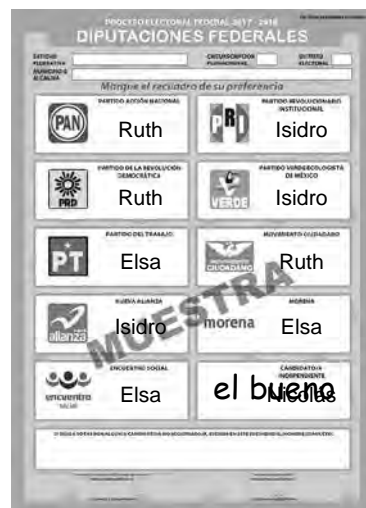 PROCESO ELECTORAL FEDERAL 2017 - 2018
DIPUTACIONES FEDERALES
ENTIDAD FEDERATIVA
CIRCUNSCRIPCIÓN PLURINOMINAL
DISTRITO ELECTORAL
MUNICIPIO O ALCALDÍA
Marque el recuadro de su preferencia
PARTIDO ACCIÓN NACIONAL
PAN
Ruth
PARTIDO REVOLUCIONARIO INSTITUCIONAL
PRI
Isidro
PARTIDO DE LA REVOLUCIÓN DEMOCRÁTICA
PRD
Ruth
PARTIDO VERDE ECOLOGISTA DE MÉXICO
VERDE
Isidro
PARTIDO DEL TRABAJO
PT
Elsa
MOVIMIENTO CIUDADANO
MOVIMIENTO CIUDADANO
Ruth
NUEVA ALIANZA
alianza
Isidro
MORENA
morena
Elsa
MUESTRA
ENCUENTRO SOCIAL
encuentro
SOCIAL
Elsa
CANDIDATO/A INDEPENDIENTE
el bueno
Nicolás